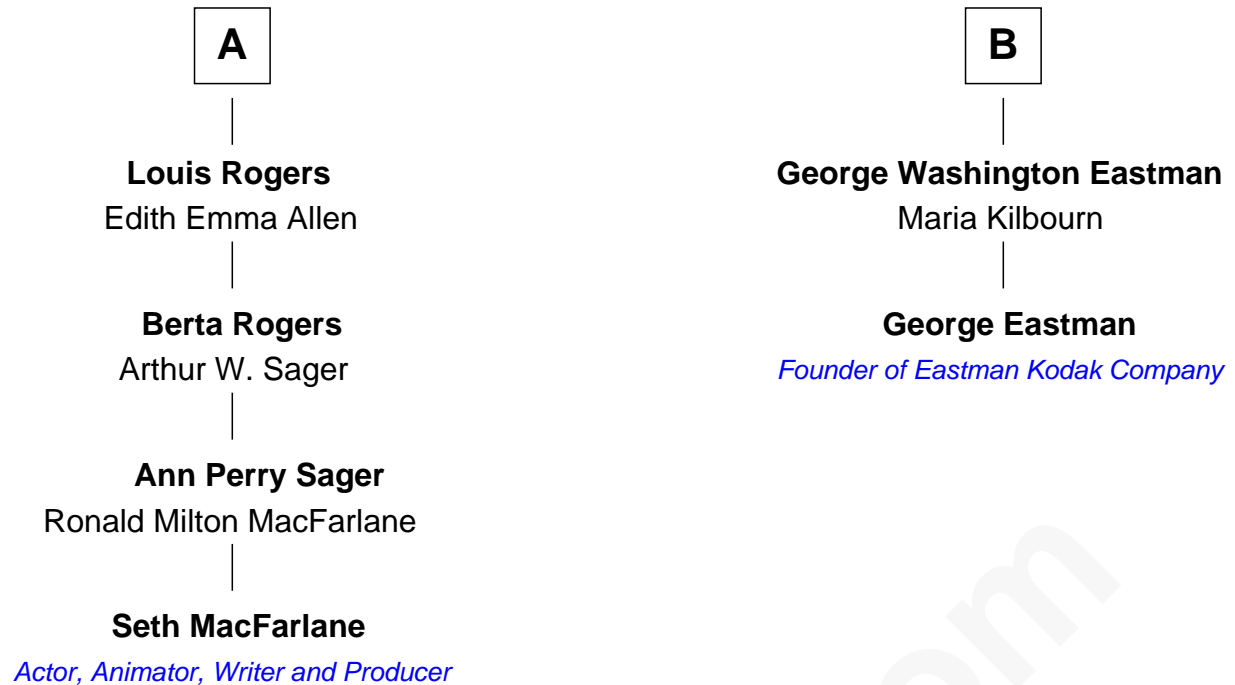 A
Louis Rogers
Edith Emma Allen
Berta Rogers
Arthur W. Sager
Ann Perry Sager
Ronald Milton MacFarlane
Seth MacFarlane
Actor, Animator, Writer and Producer
B
George Washington Eastman
Maria Kilbourn
George Eastman
Founder of Eastman Kodak Company
om